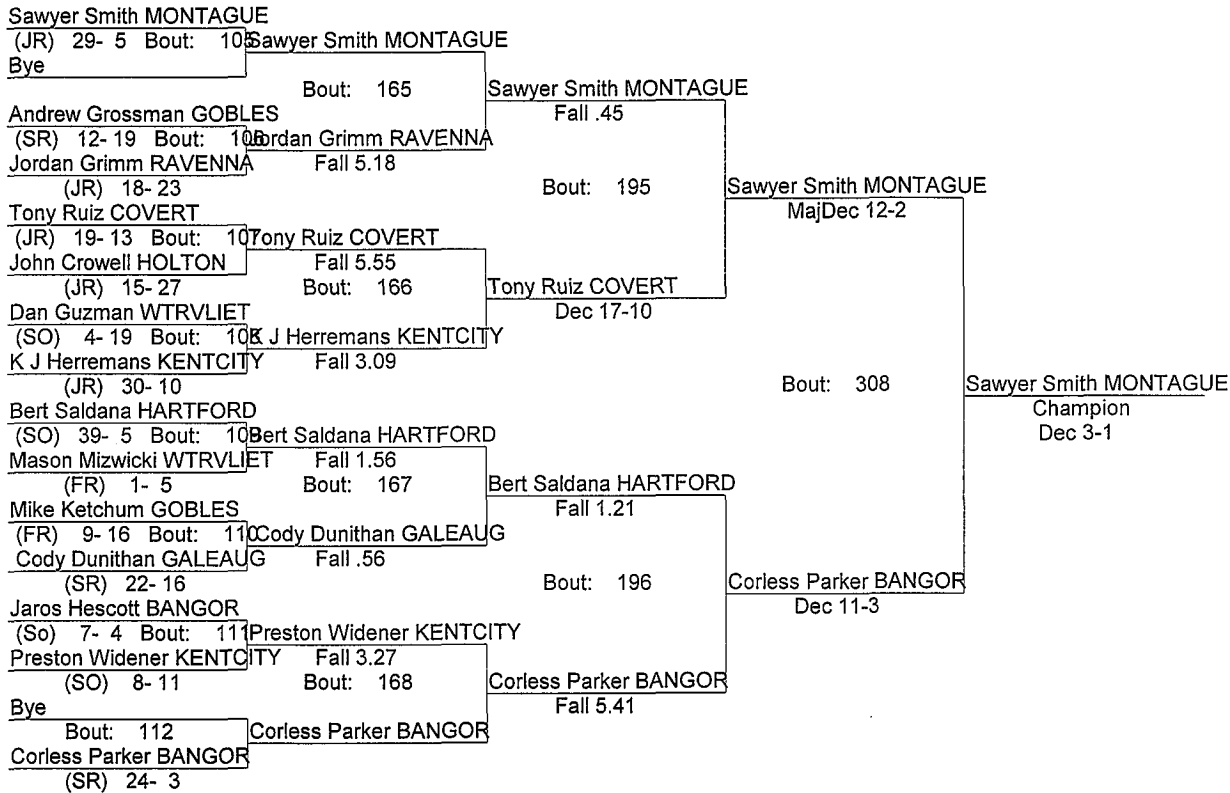 Sawyer Smith MONTAGUE
(JR) 29- 5 Bout: 105 Sawyer Smith MONTAGUE
Bye
Bout: 165 Sawyer Smith MONTAGUE
Andrew Grossman GOBLES Fall .45
(SR) 12- 19 Bout: 106 Jordan Grimm RAVENNA
Jordan Grimm RAVENNA Fall 5.18
(JR) 18- 23 Bout: 195 Sawyer Smith MONTAGUE
Tony Ruiz COVERT MajDec 12-2
(JR) 19- 13 Bout: 107 Tony Ruiz COVERT
John Crowell HOLTON Fall 5.55
(JR) 15- 27 Bout: 166 Tony Ruiz COVERT
Dan Guzman WTRVLIET Dec 17-10
(SO) 4- 19 Bout: 108 K J Herremans KENTCITY
K J Herremans KENTCITY Fall 3.09
(JR) 30- 10 Bout: 308 Sawyer Smith MONTAGUE
Bert Saldana HARTFORD Champion
(SO) 39- 5 Bout: 109 Bert Saldana HARTFORD Dec 3-1
Mason Mizwicki WTRVLIET Fall 1.56
(FR) 1- 5 Bout: 167 Bert Saldana HARTFORD
Mike Ketchum GOBLES Fall 1.21
(FR) 9- 16 Bout: 110 Cody Dunithan GALEAUG
Cody Dunithan GALEAUG Fall .56
(SR) 22- 16 Bout: 196 Corless Parker BANGOR
Jaros Hescott BANGOR Dec 11-3
(So) 7- 4 Bout: 111 Preston Widener KENTCITY
Preston Widener KENTCITY Fall 3.27
(SO) 8- 11 Bout: 168 Corless Parker BANGOR
Bye Fall 5.41
Bout: 112 Corless Parker BANGOR
Corless Parker BANGOR
(SR) 24- 3